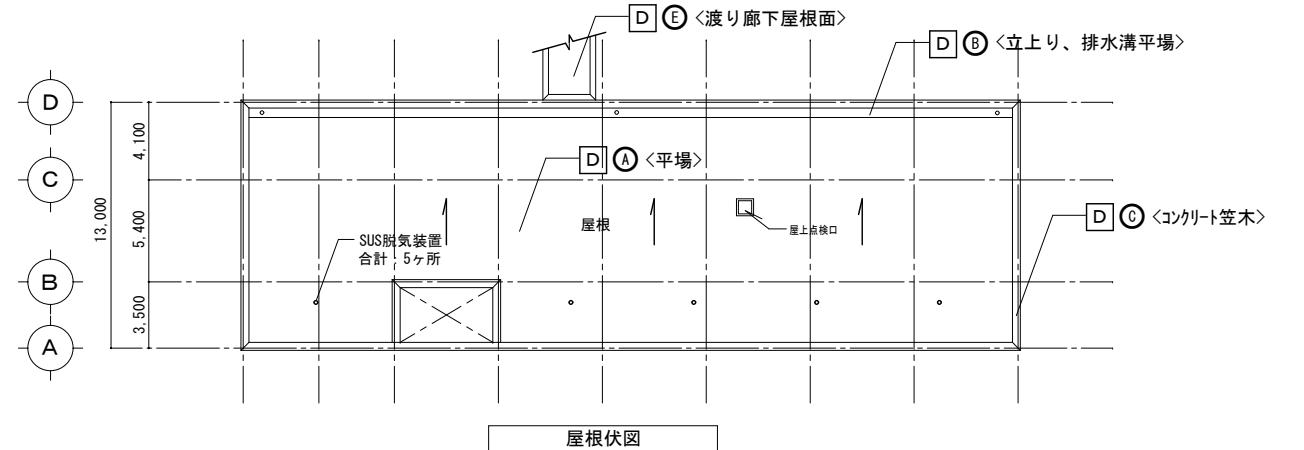 D Ⓔ <渡り廊下屋根面>
D Ⓑ <立上り、排水溝平場>
D
4,100
D Ⓐ <平場>
C
13,000
5,400
屋根
屋上点検口
D Ⓒ <コンクリート笠木>
SUS脱気装置
合計：5ヶ所
B
3,500
A
屋根伏図